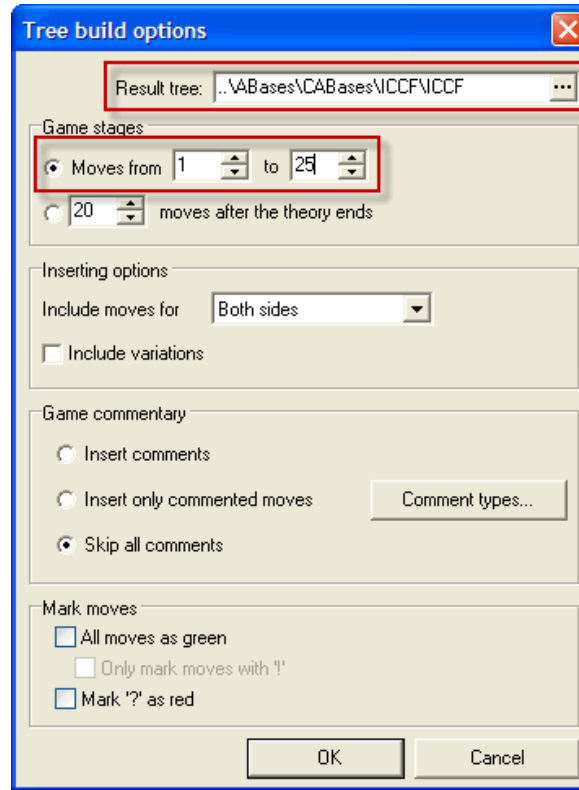 Tree build options
Result tree: ..\ABases\CABases\ICCF\ICCF ...
Game stages
Moves from 1 to 25
20 moves after the theory ends
Inserting options
Include moves for Both sides
Include variations
Game commentary
Insert comments
Insert only commented moves Comment types...
Skip all comments
Mark moves
All moves as green
Only mark moves with '!'
Mark '?' as red
OK Cancel